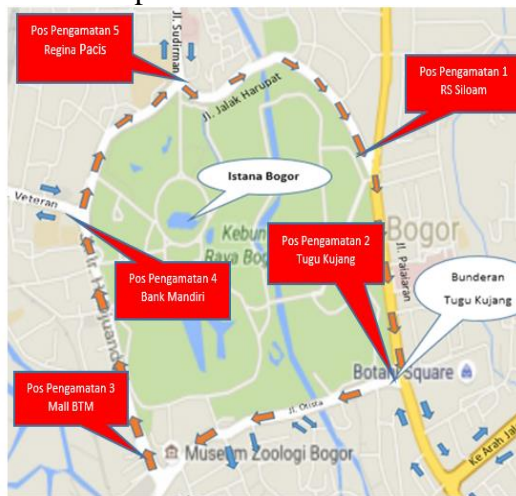 Pos Pengamatan 5
Regina Pacis
Jl. Sudirman
Pos Pengamatan 1
RS Siloam
Jl. Jalak Harupat
Istana Bogor
Veteran
Kebun
Raya Bogor
Bogor
Pos Pengamatan 2
Tugu Kujang
Jl. Pajajaran
Pos Pengamatan 4
Bank Mandiri
Bunderan
Tugu Kujang
Pos Pengamatan 3
Mall BTM
Botani Square
Jl. Otista
Museum Zoologi Bogor
Ke Arah Jal